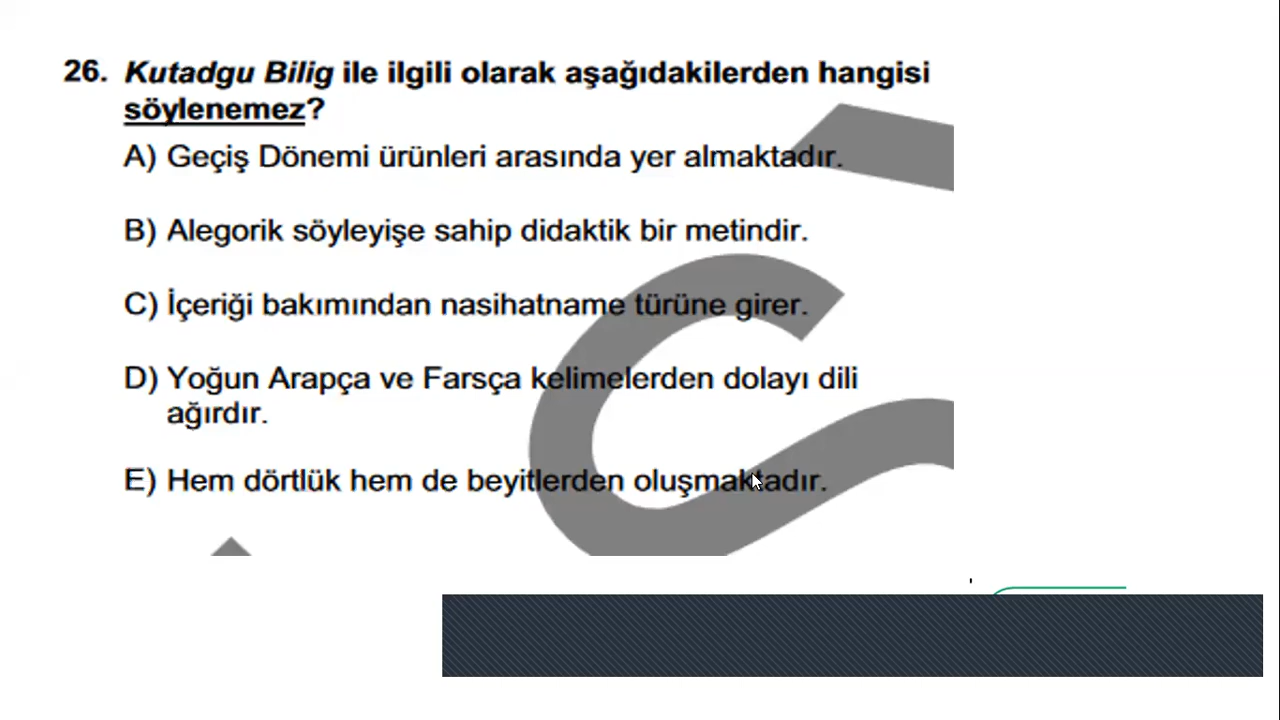 26. Kutadgu Bilig ile ilgili olarak aşağıdakilerden hangisi
söylenemez?
A) Geçiş Dönemi ürünleri arasında yer almaktadır.
B) Alegorik söyleyişe sahip didaktik bir metindir.
C) İçeriği bakımından nasihatname türüne girer.
D) Yoğun Arapça ve Farsça kelimelerden dolayı dili
ağırdır.
E) Hem dörtlük hem de beyitlerden oluşmaktadır.